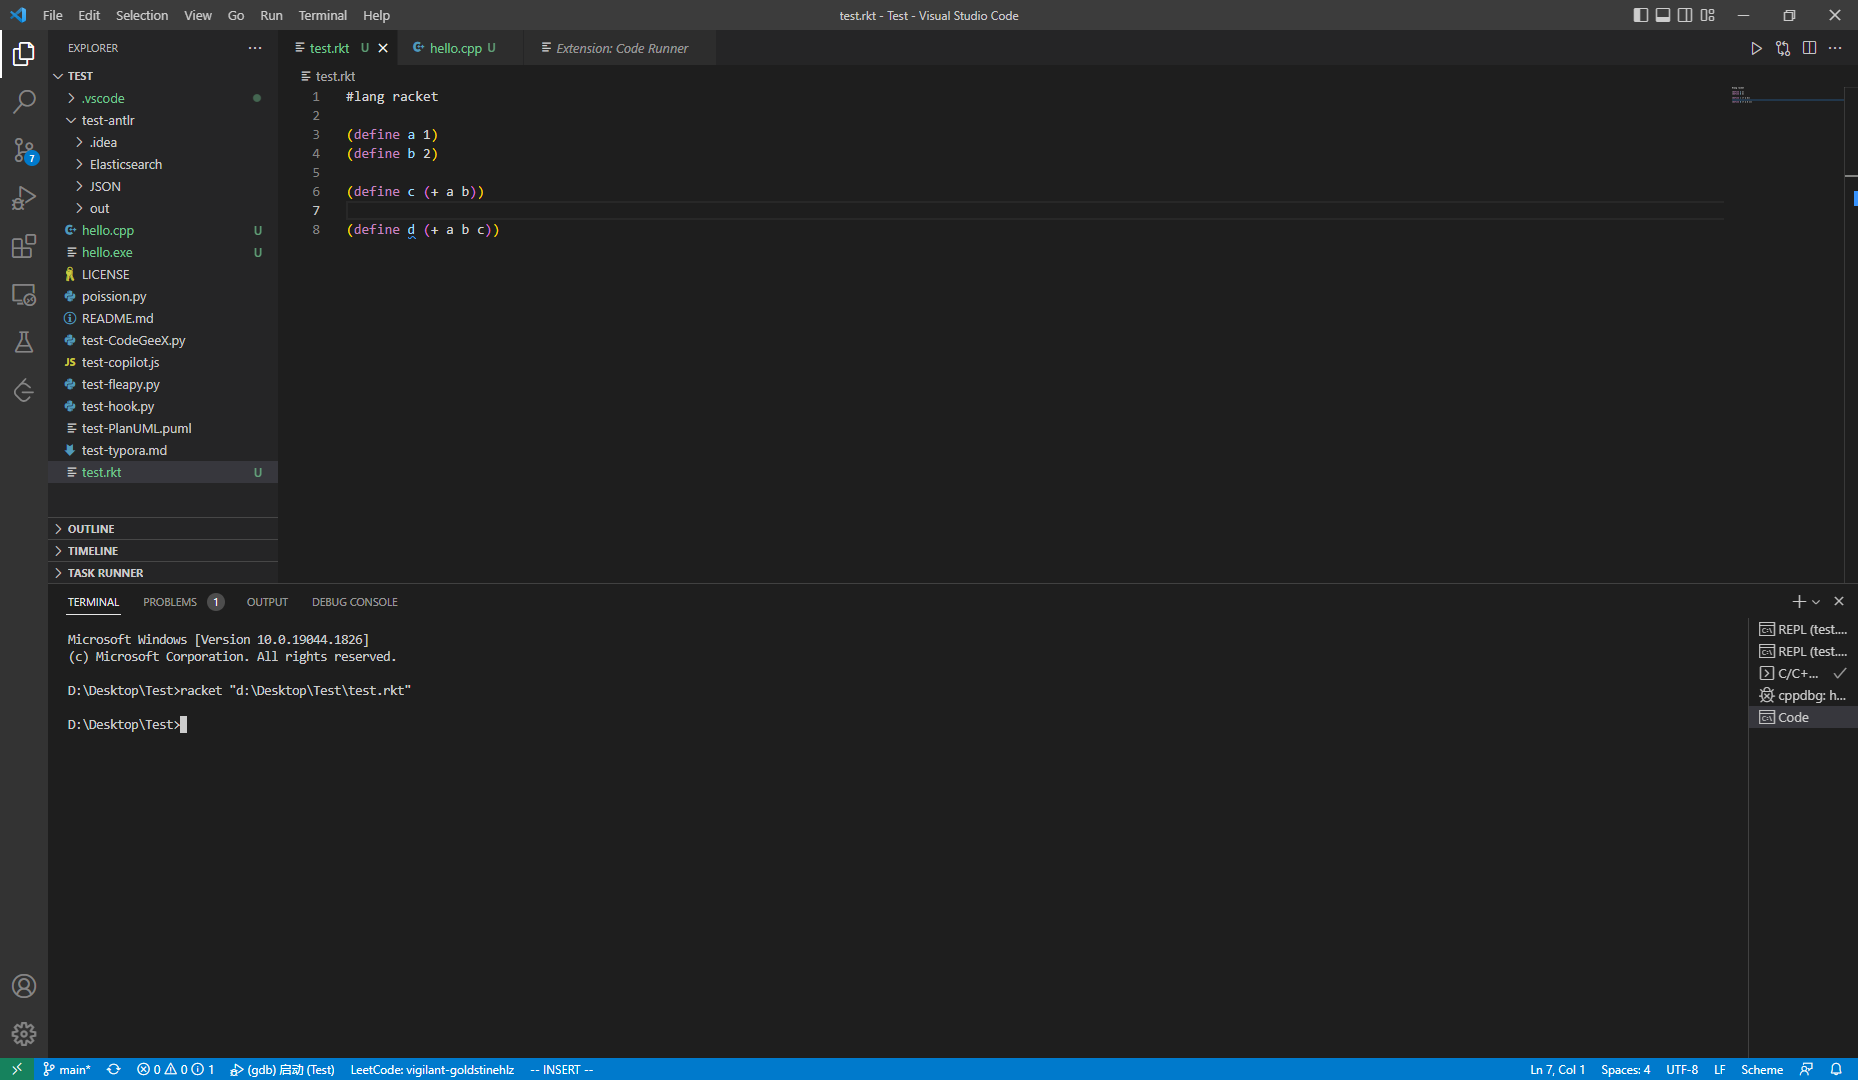 File Edit Selection View Go Run Terminal Help
test.rkt - Test - Visual Studio Code
EXPLORER
TEST
.vscode
test-antlr
.idea
Elasticsearch
JSON
out
hello.cpp U
hello.exe U
LICENSE
poission.py
README.md
test-CodeGeeX.py
JS test-copilot.js
test-fleapy.py
test-hook.py
test-PlanUML.puml
test-typora.md
test.rkt U
OUTLINE
TIMELINE
TASK RUNNER
7
test.rkt U hello.cpp U Extension: Code Runner
test.rkt
1 #lang racket
2
3 (define a 1)
4 (define b 2)
5
6 (define c (+ a b))
7
8 (define d (+ a b c))
TERMINAL PROBLEMS 1 OUTPUT DEBUG CONSOLE
Microsoft Windows [Version 10.0.19044.1826]
(c) Microsoft Corporation. All rights reserved.
D:\Desktop\Test>racket "d:\Desktop\Test\test.rkt"
D:\Desktop\Test>
REPL (test....
REPL (test....
C/C+...
cppdbg: h...
Code
main* 0 0 1 (gdb) 启动 (Test) LeetCode: vigilant-goldstinehlz -- INSERT --
Ln 7, Col 1 Spaces: 4 UTF-8 LF Scheme